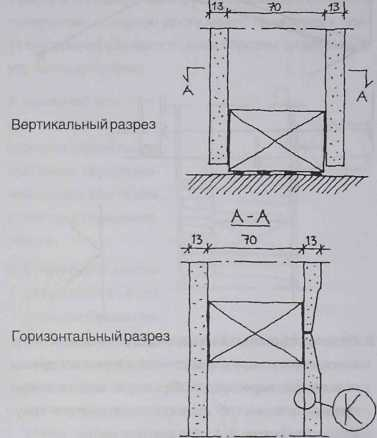 13 70 13
A A
Вертикальный разрез
A-A
13 70 13
Горизонтальный разрез
K